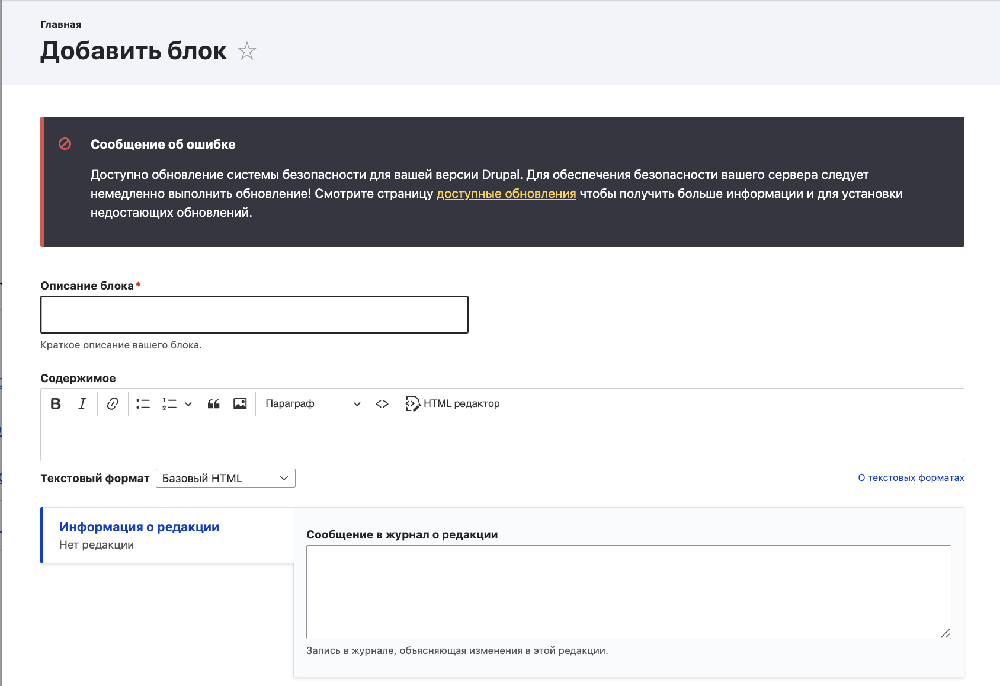 Главная
Добавить блок
Сообщение об ошибке
Доступно обновление системы безопасности для вашей версии Drupal. Для обеспечения безопасности вашего сервера следует
немедленно выполнить обновление! Смотрите страницу доступные обновления чтобы получить больше информации и для установки
недостающих обновлений.
Описание блока*
Краткое описание вашего блока.
Содержимое
B I Параграф HTML редактор
Текстовый формат Базовый HTML О текстовых форматах
Информация о редакции
Нет редакции
Сообщение в журнал о редакции
Запись в журнале, объясняющая изменения в этой редакции.